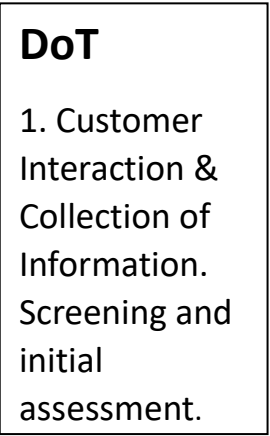 DoT
1. Customer
Interaction &
Collection of
Information.
Screening and
initial
assessment.